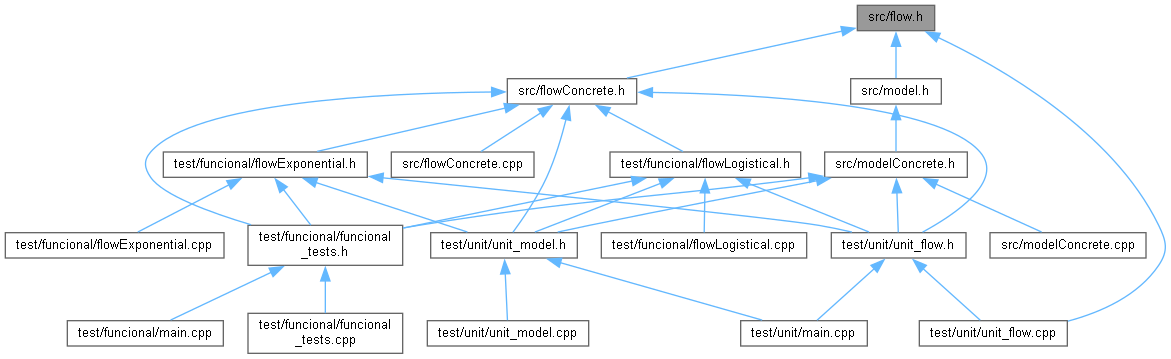 src/flow.h
src/flowConcrete.h
src/model.h
test/funcional/flowExponential.h
src/flowConcrete.cpp
test/funcional/flowLogistical.h
src/modelConcrete.h
test/funcional/flowExponential.cpp
test/funcional/funcional
_tests.h
test/unit/unit_model.h
test/funcional/flowLogistical.cpp
test/unit/unit_flow.h
src/modelConcrete.cpp
test/funcional/main.cpp
test/funcional/funcional
_tests.cpp
test/unit/unit_model.cpp
test/unit/main.cpp
test/unit/unit_flow.cpp